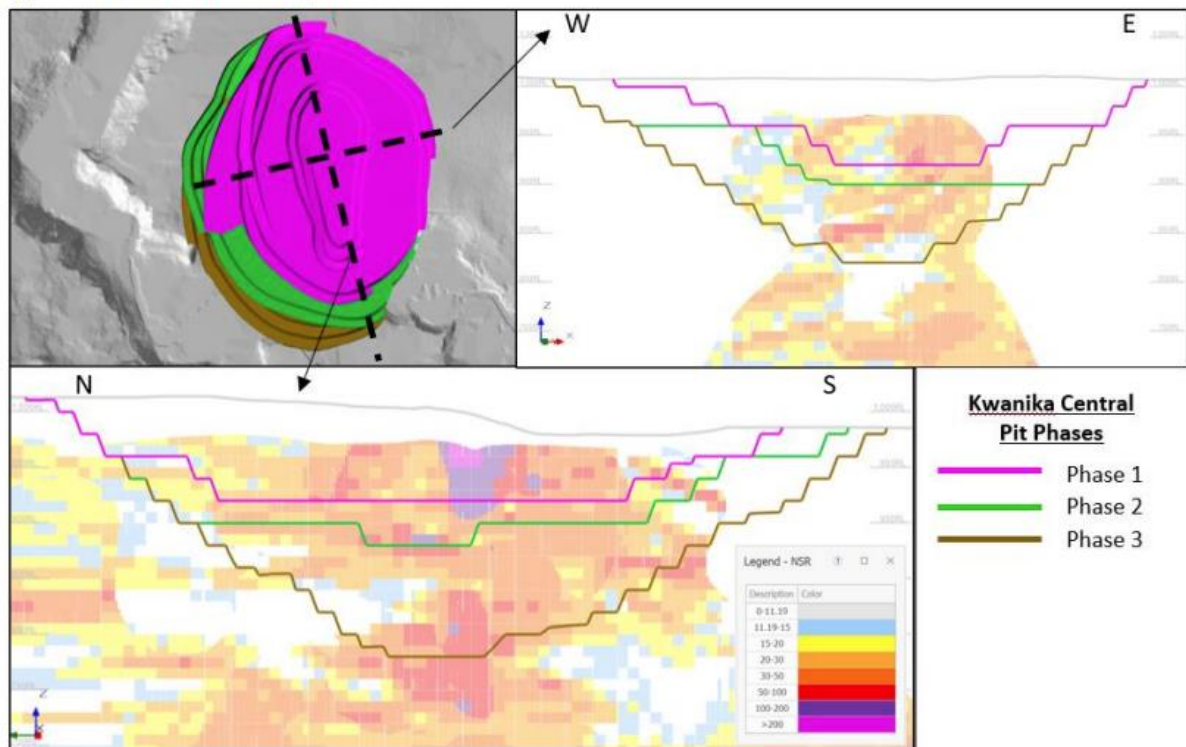 W
E
N
S
Kwanika Central
Pit Phases
Phase 1
Phase 2
Phase 3
Legend - NSR
Description Color
0-11.19
11.19-15
15-20
20-30
30-50
50-100
100-200
>200
Z
X
Z